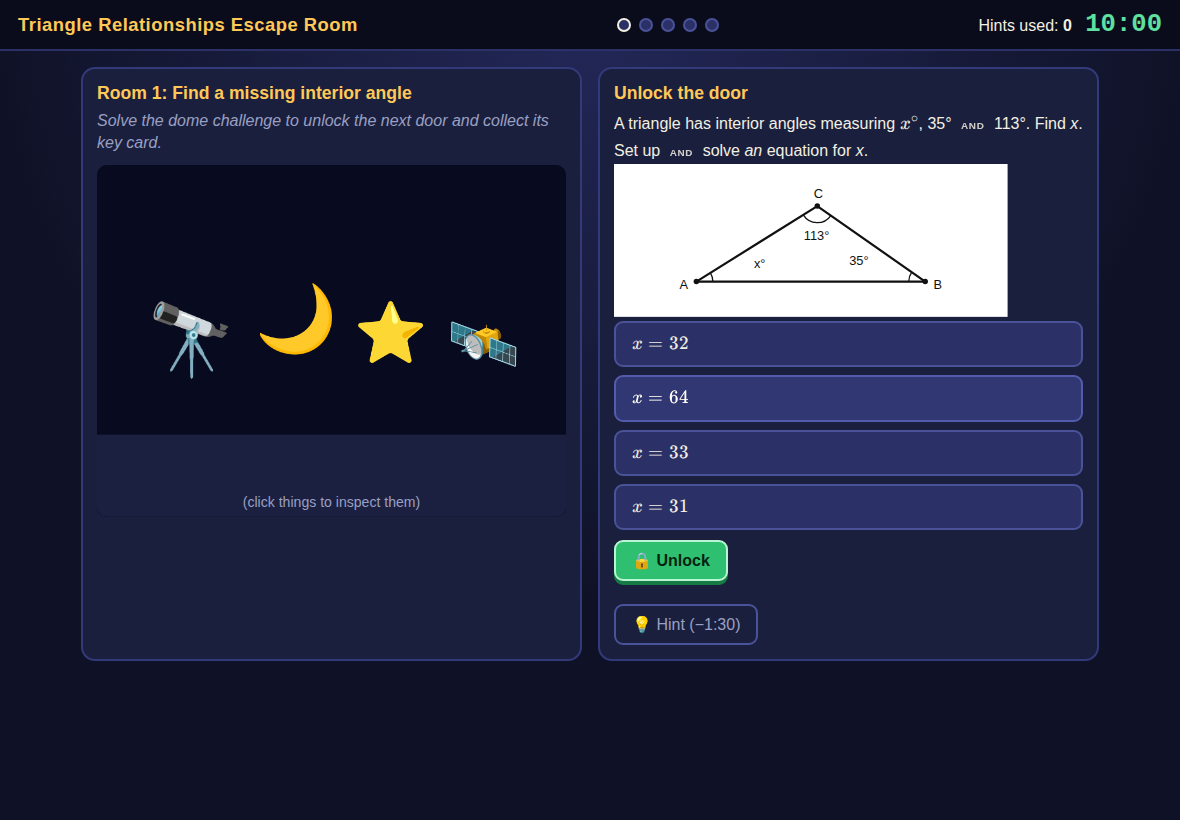 Triangle Relationships Escape Room
Hints used: 0 10:00
Room 1: Find a missing interior angle
Solve the dome challenge to unlock the next door and collect its
key card.
(click things to inspect them)
Unlock the door
A triangle has interior angles measuring x°, 35° AND 113°. Find x.
Set up AND solve an equation for x.
C
113°
x°
35°
A
B
x = 32
x = 64
x = 33
x = 31
🔒 Unlock
💡 Hint (−1:30)